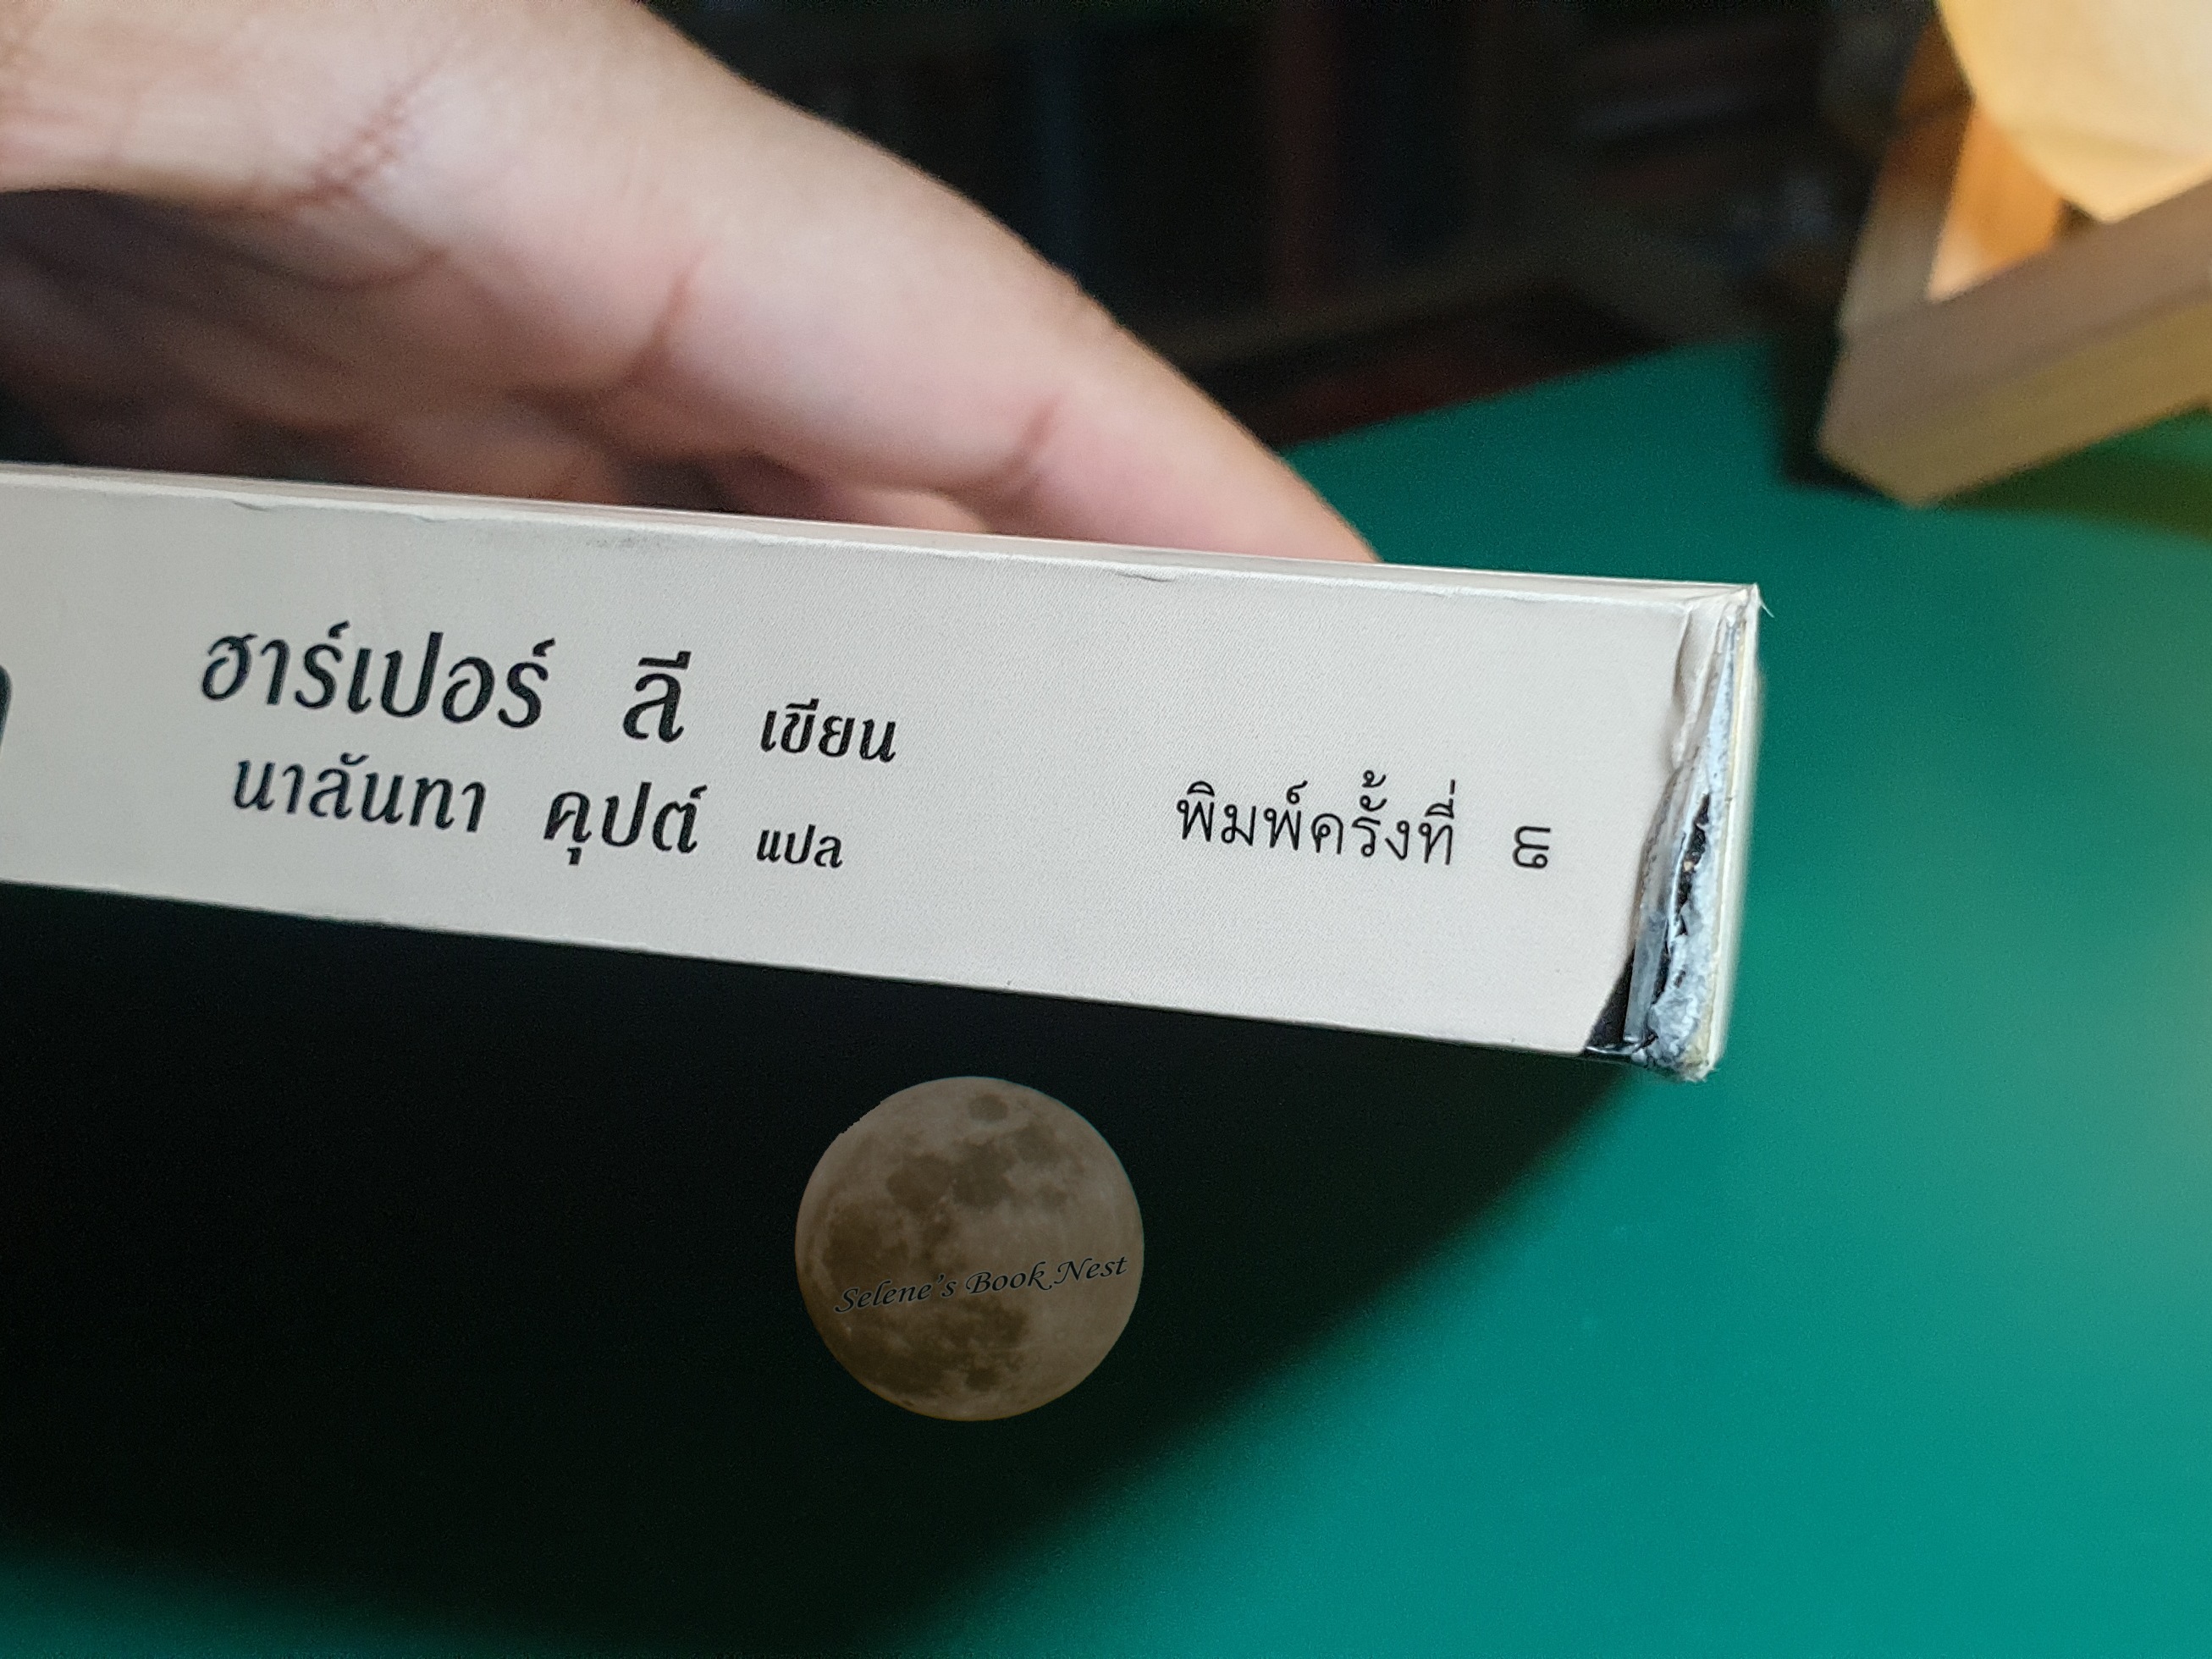 ฮาร์เปอร์ ลี เขียน
นาลันทา คุปต์ แปล
พิมพ์ครั้งที่
Selene's Book Nest